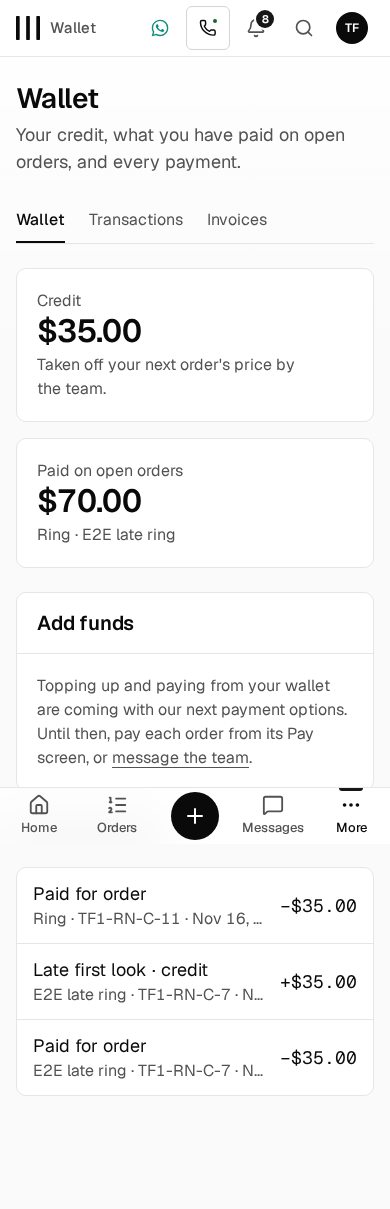 Wallet
8
TF
Wallet
Your credit, what you have paid on open
orders, and every payment.
Wallet Transactions Invoices
Credit
$35.00
Taken off your next order's price by
the team.
Paid on open orders
$70.00
Ring · E2E late ring
Add funds
Topping up and paying from your wallet
are coming with our next payment options.
Until then, pay each order from its Pay
screen, or message the team.
Home Orders Messages More
Paid for order
Ring · TF1-RN-C-11 · Nov 16, ...
−$35.00
Late first look · credit
E2E late ring · TF1-RN-C-7 · N...
+$35.00
Paid for order
E2E late ring · TF1-RN-C-7 · N...
−$35.00